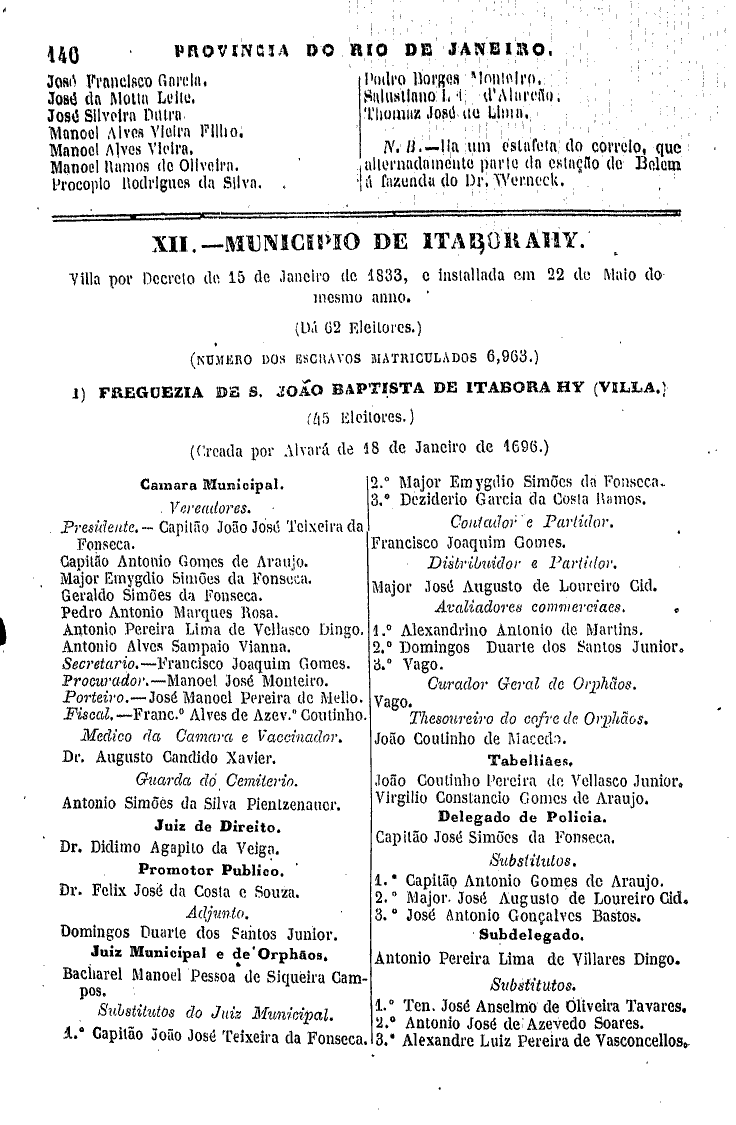 140 PROVINCIA DO RIO DE JANEIRO.
José Francisco Garcia.
José da Motta Leite.
José Silveira Dutra
Manoel Alves Vieira Filho.
Manoel Alves Vieira.
Manoel Ramos de Oliveira.
Procopio Rodrigues da Silva.
Pedro Borges Monteiro.
Salustiano d'Alarcão.
Thomaz José de Lima.
N. B.—Ha um estafeta do correio, que
alternadamente parte da estação de Belem
á fazenda do Dr. Werneck.
XII.—MUNICIPIO DE ITABORAHY.
Villa por Decreto de 15 de Janeiro de 1833, e installada em 22 de Maio do
mesmo anno.
(Dá 62 Eleitores.)
(NUMERO DOS ESCRAVOS MATRICULADOS 6,963.)
1) FREGUEZIA DE S. JOÃO BAPTISTA DE ITABORAHY (VILLA.)
(45 Eleitores.)
(Creada por Alvará de 18 de Janeiro de 1696.)
Camara Municipal.
Vereadores.
Presidente.—Capitão João José Teixeira da
Fonseca.
Capitão Antonio Gomes de Araujo.
Major Emygdio Simões da Fonseca.
Geraldo Simões da Fonseca.
Pedro Antonio Marques Rosa.
Antonio Pereira Lima de Vellasco Dingo.
Antonio Alves Sampaio Vianna.
Secretario.—Francisco Joaquim Gomes.
Procurador.—Manoel José Monteiro.
Porteiro.—José Manoel Pereira de Mello.
Fiscal.—Franc.º Alves de Azev.º Coutinho.
Medico da Camara e Vaccinador.
Dr. Augusto Candido Xavier.
Guarda do Cemiterio.
Antonio Simões da Silva Pientzenauer.
Juiz de Direito.
Dr. Didimo Agapito da Veiga.
Promotor Publico.
Dr. Felix José da Costa e Souza.
Adjunto.
Domingos Duarte dos Santos Junior.
Juiz Municipal e de Orphãos.
Bacharel Manoel Pessoa de Siqueira Cam-
pos.
Substitutos do Juiz Municipal.
1.º Capitão João José Teixeira da Fonseca.
2.º Major Emygdio Simões da Fonseca.
3.º Deziderio Garcia da Costa Ramos.
Contador e Partidor.
Francisco Joaquim Gomes.
Distribuidor e Partidor.
Major José Augusto de Loureiro Cid.
Avaliadores commerciaes.
1.º Alexandrino Antonio de Martins.
2.º Domingos Duarte dos Santos Junior.
3.º Vago.
Curador Geral de Orphãos.
Vago.
Thesoureiro do cofre de Orphãos.
João Coutinho de Macedo.
Tabelliães.
João Coutinho Pereira de Vellasco Junior.
Virgilio Constancio Gomes de Araujo.
Delegado de Policia.
Capitão José Simões da Fonseca.
Substitutos.
1.º Capitão Antonio Gomes de Araujo.
2.º Major José Augusto de Loureiro Cid.
3.º José Antonio Gonçalves Bastos.
Subdelegado.
Antonio Pereira Lima de Villares Dingo.
Substitutos.
1.º Ten. José Anselmo de Oliveira Tavares.
2.º Antonio José de Azevedo Soares.
3.º Alexandre Luiz Pereira de Vasconcellos.